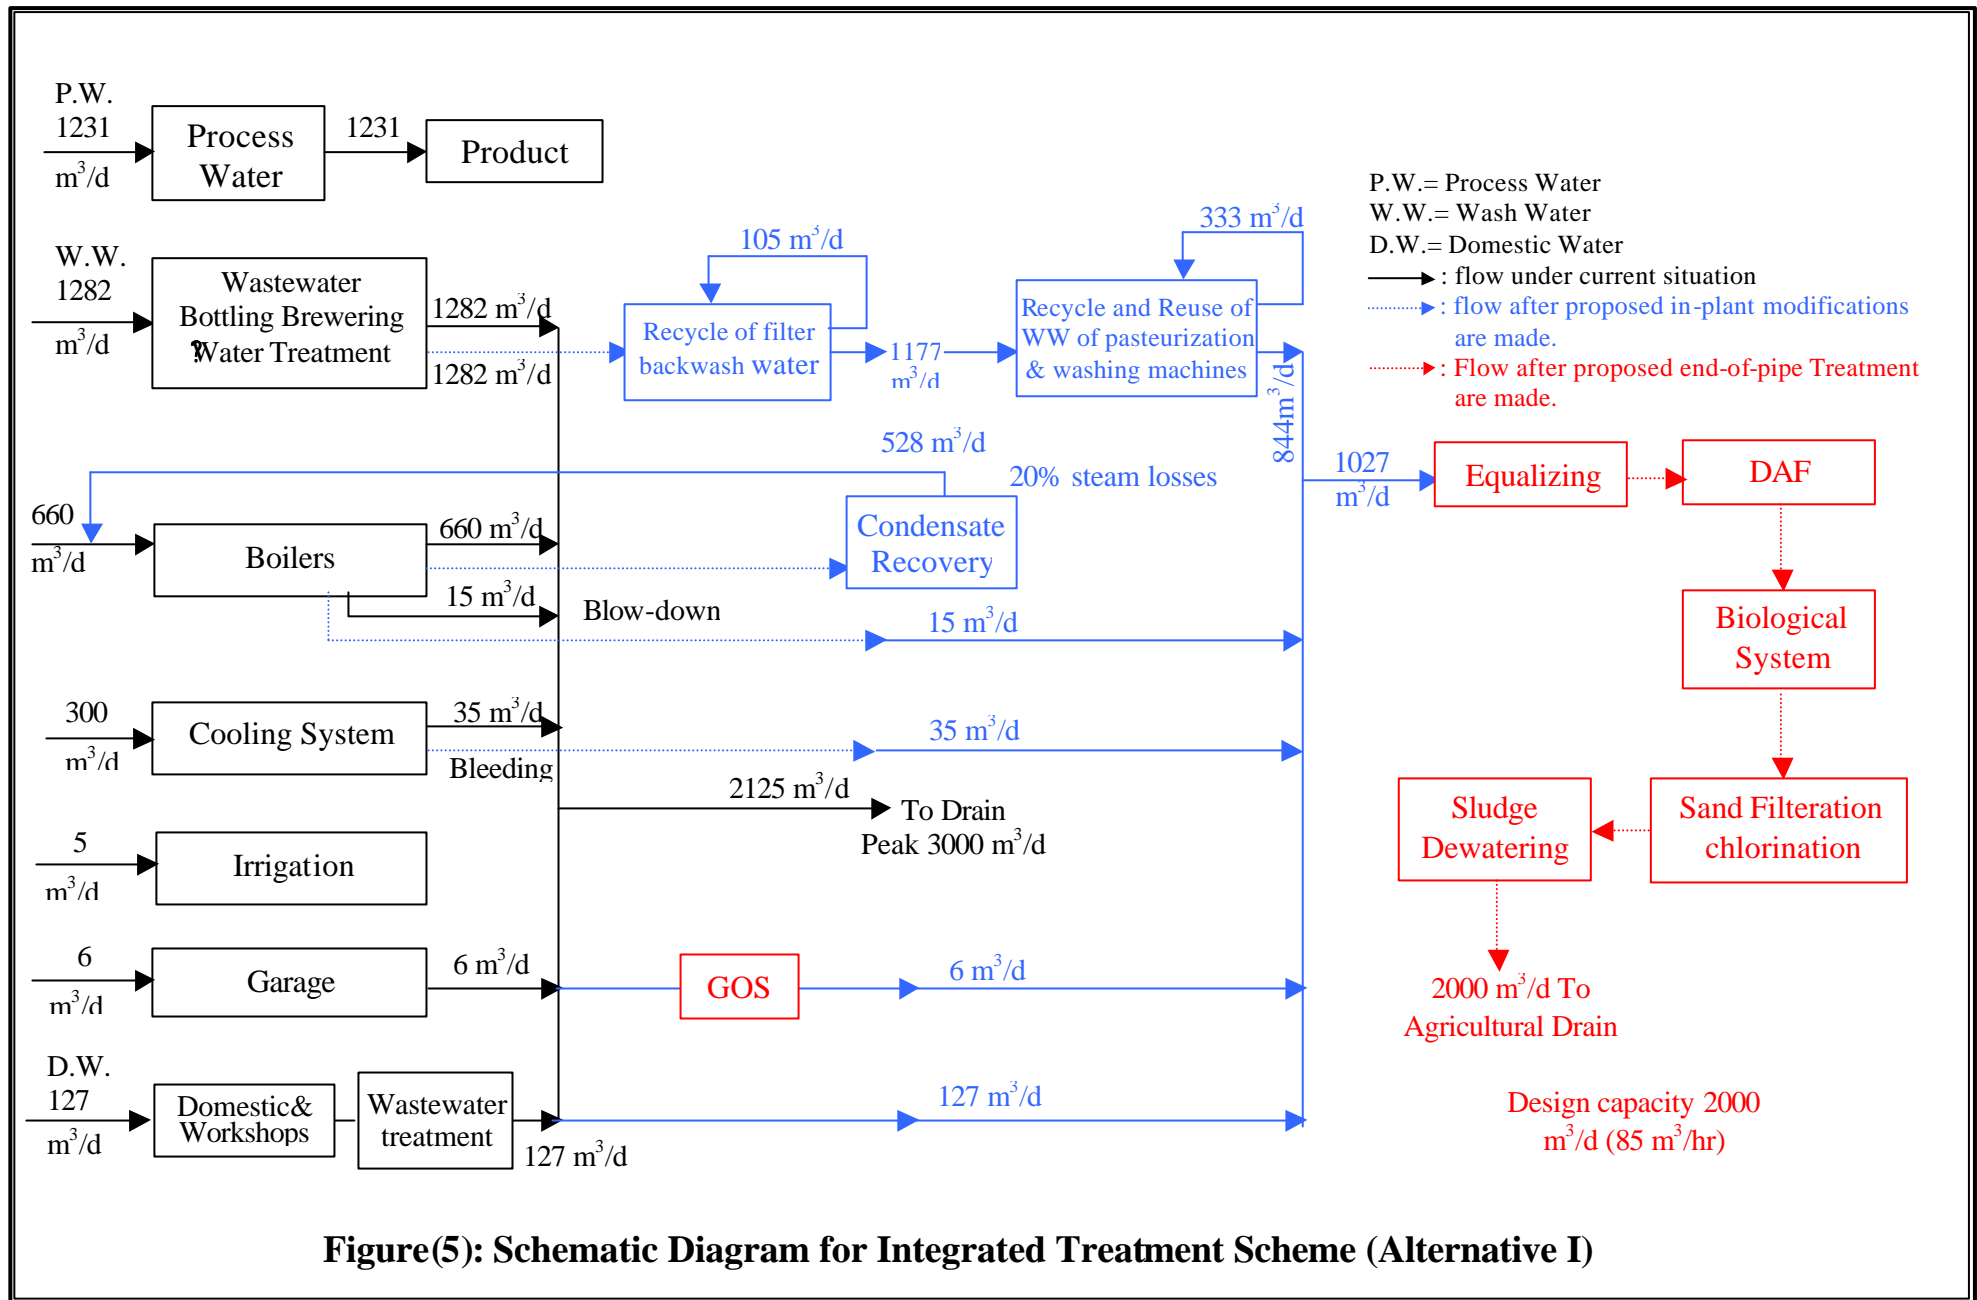 P.W.
1231
m³/d
Process
Water
1231
Product
P.W.= Process Water
W.W.= Wash Water
D.W.= Domestic Water
: flow under current situation
: flow after proposed in-plant modifications
are made.
: Flow after proposed end-of-pipe Treatment
are made.
W.W.
1282
m³/d
Wastewater
Bottling Brewering
Water Treatment
1282 m³/d
1282 m³/d
105 m³/d
Recycle of filter
backwash water
1177
m³/d
333 m³/d
Recycle and Reuse of
WW of pasteurization
& washing machines
844m³/d
528 m³/d
20% steam losses
1027
m³/d
Equalizing
DAF
660
m³/d
Boilers
660 m³/d
15 m³/d
Blow-down
Condensate
Recovery
15 m³/d
Biological
System
300
m³/d
Cooling System
35 m³/d
Bleeding
35 m³/d
2125 m³/d
To Drain
Peak 3000 m³/d
Sludge
Dewatering
Sand Filteration
chlorination
5
m³/d
Irrigation
6
m³/d
Garage
6 m³/d
GOS
6 m³/d
2000 m³/d To
Agricultural Drain
D.W.
127
m³/d
Domestic&
Workshops
Wastewater
treatment
127 m³/d
127 m³/d
Design capacity 2000
m³/d (85 m³/hr)
Figure(5): Schematic Diagram for Integrated Treatment Scheme (Alternative I)